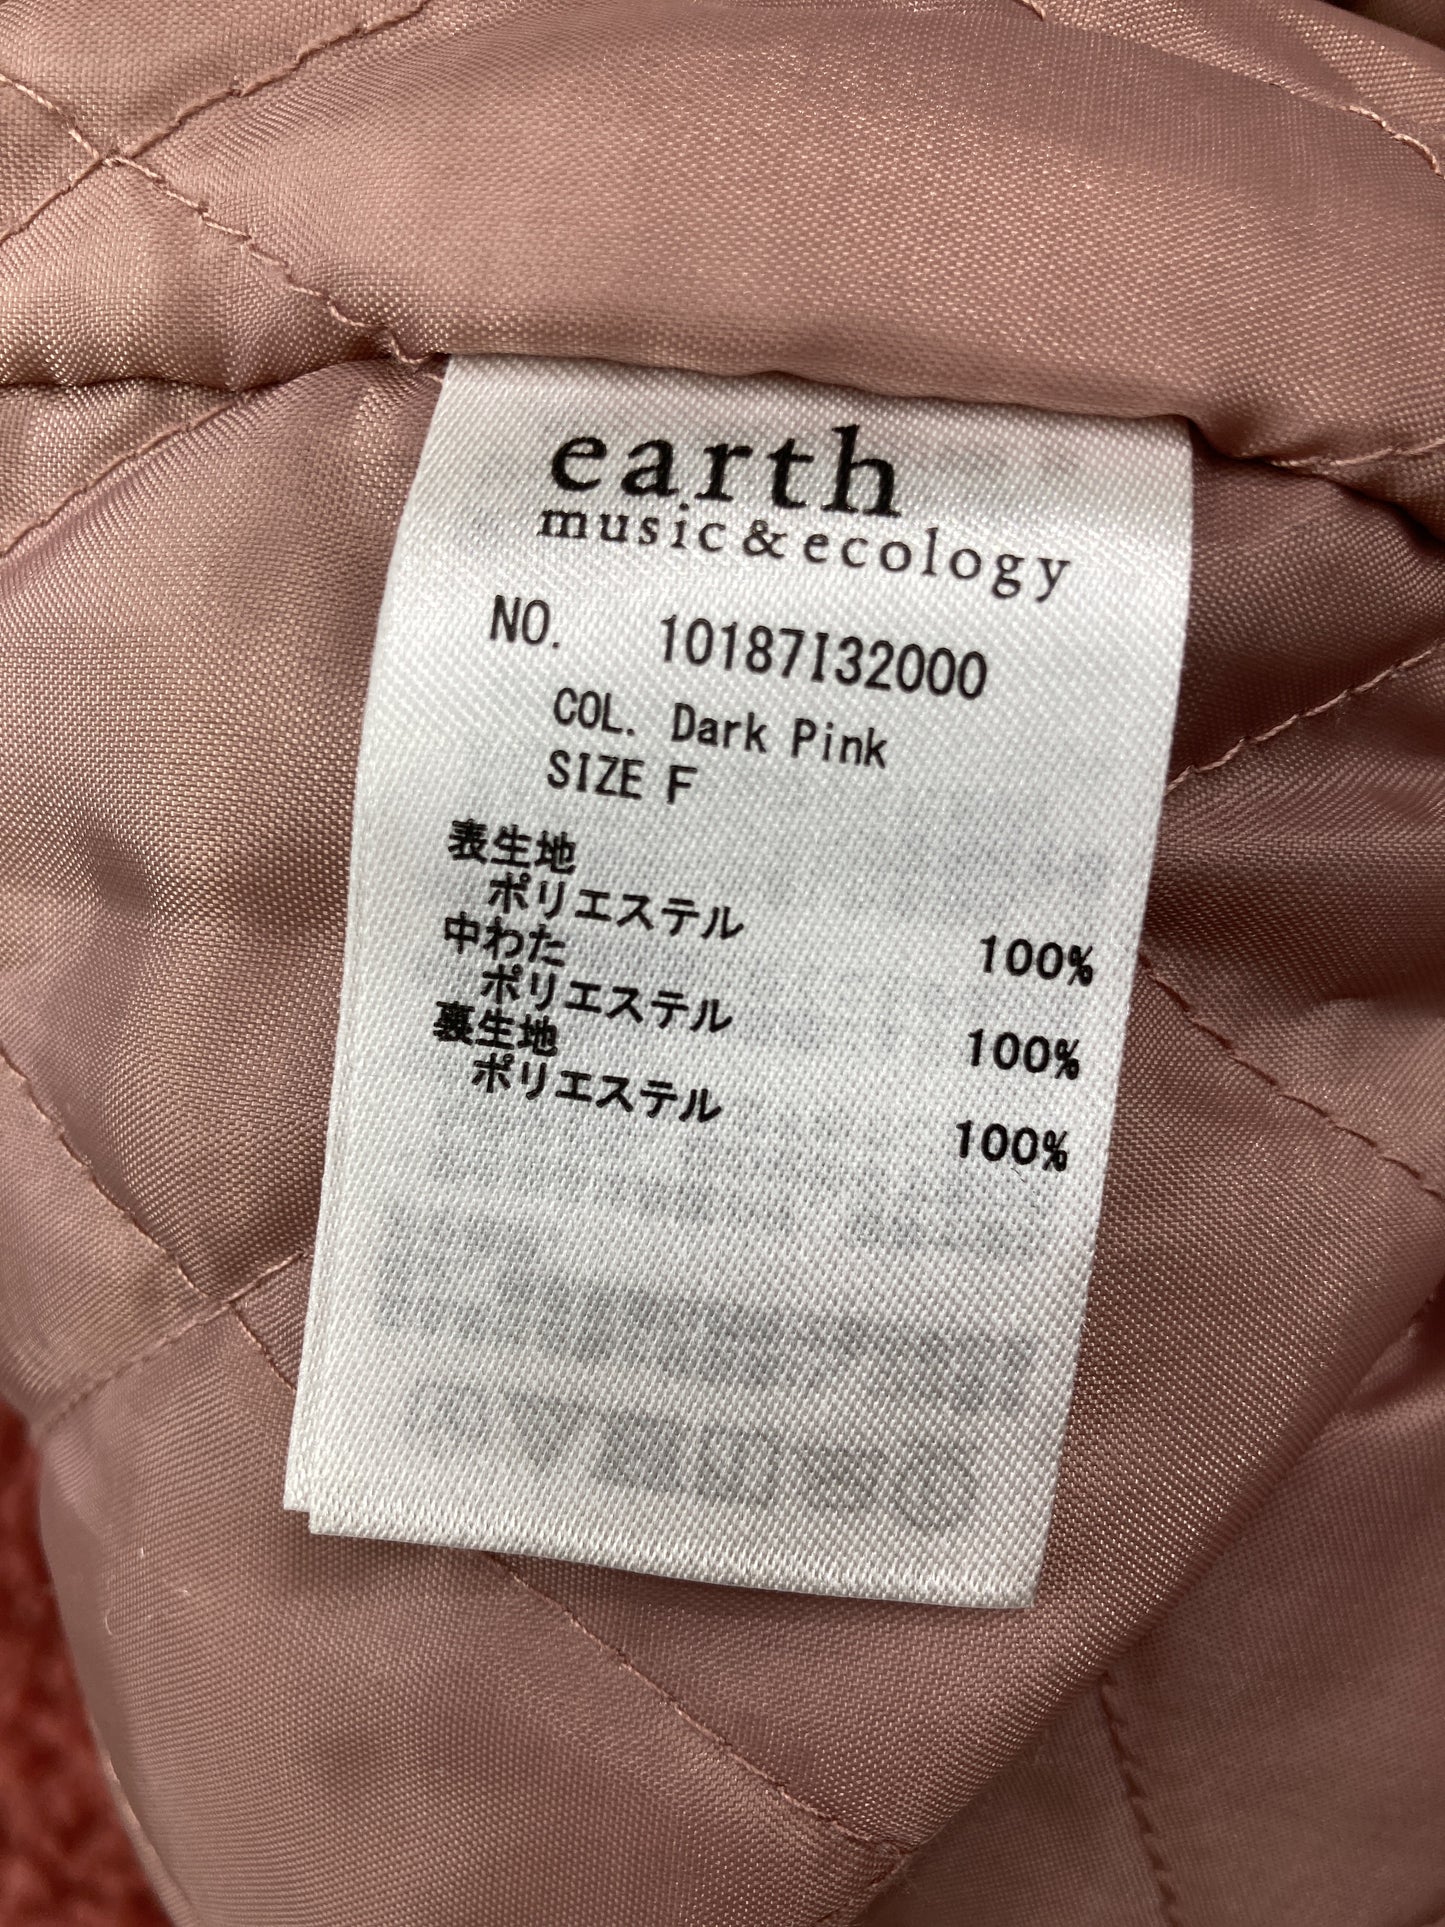 earth
music&ecology
NO. 10187I32000
COL. Dark Pink
SIZE F
表生地
ポリエステル 100%
中わた
ポリエステル 100%
裏生地
ポリエステル 100%